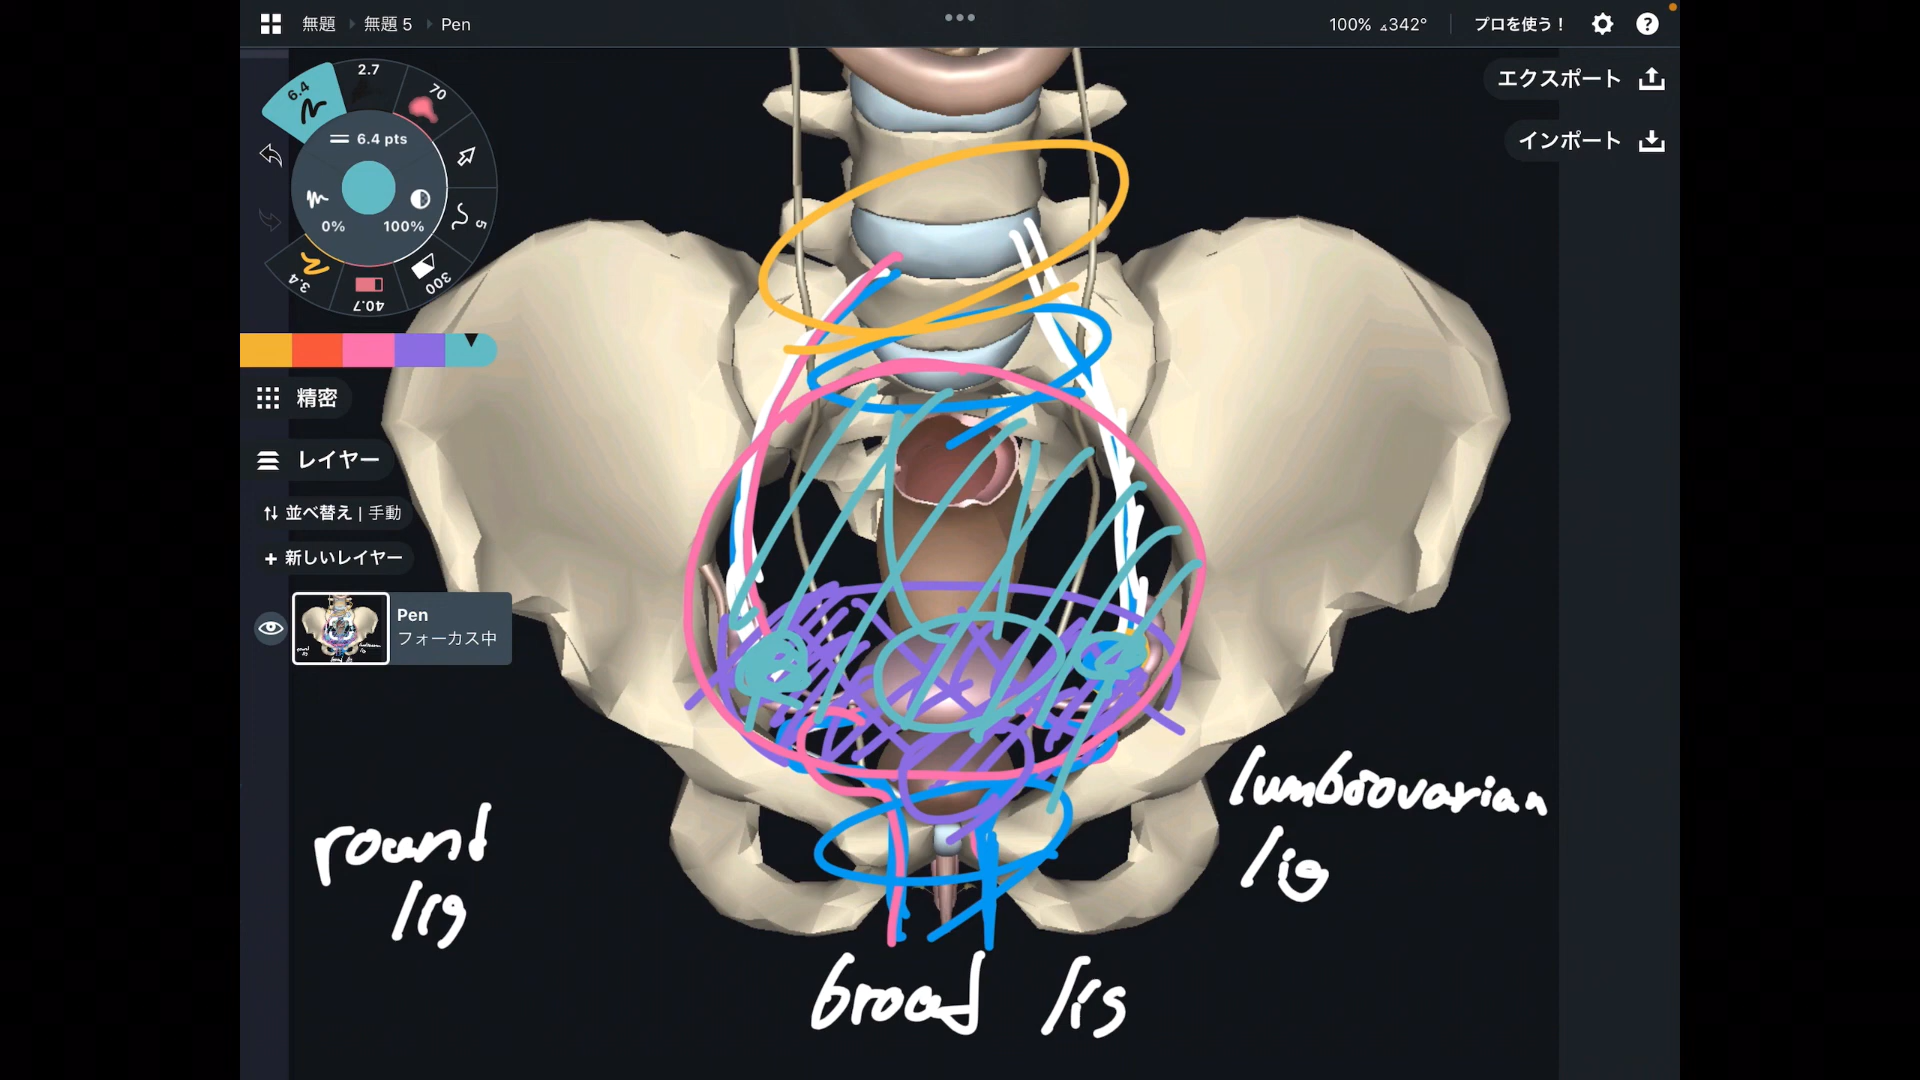 無題 無題 5 Pen
100% ⊿342° プロを使う！
エクスポート
インポート
6.4
2.7
70
6.4 pts
0% 100%
5
300
40.7
3.4
精密
レイヤー
並べ替え | 手動
+ 新しいレイヤー
Pen
フォーカス中
round
lig
lumboovarian
lig
broad lig